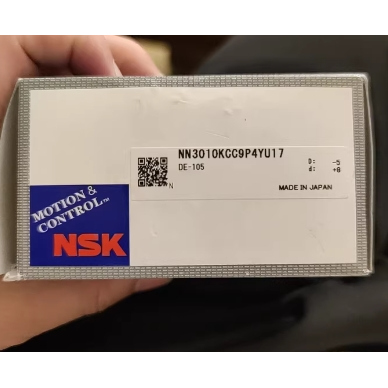 NN3010KCC9P4YU17
DE-105
D: -5
d: +8
N
MADE IN JAPAN
MOTION &
CONTROL™
NSK